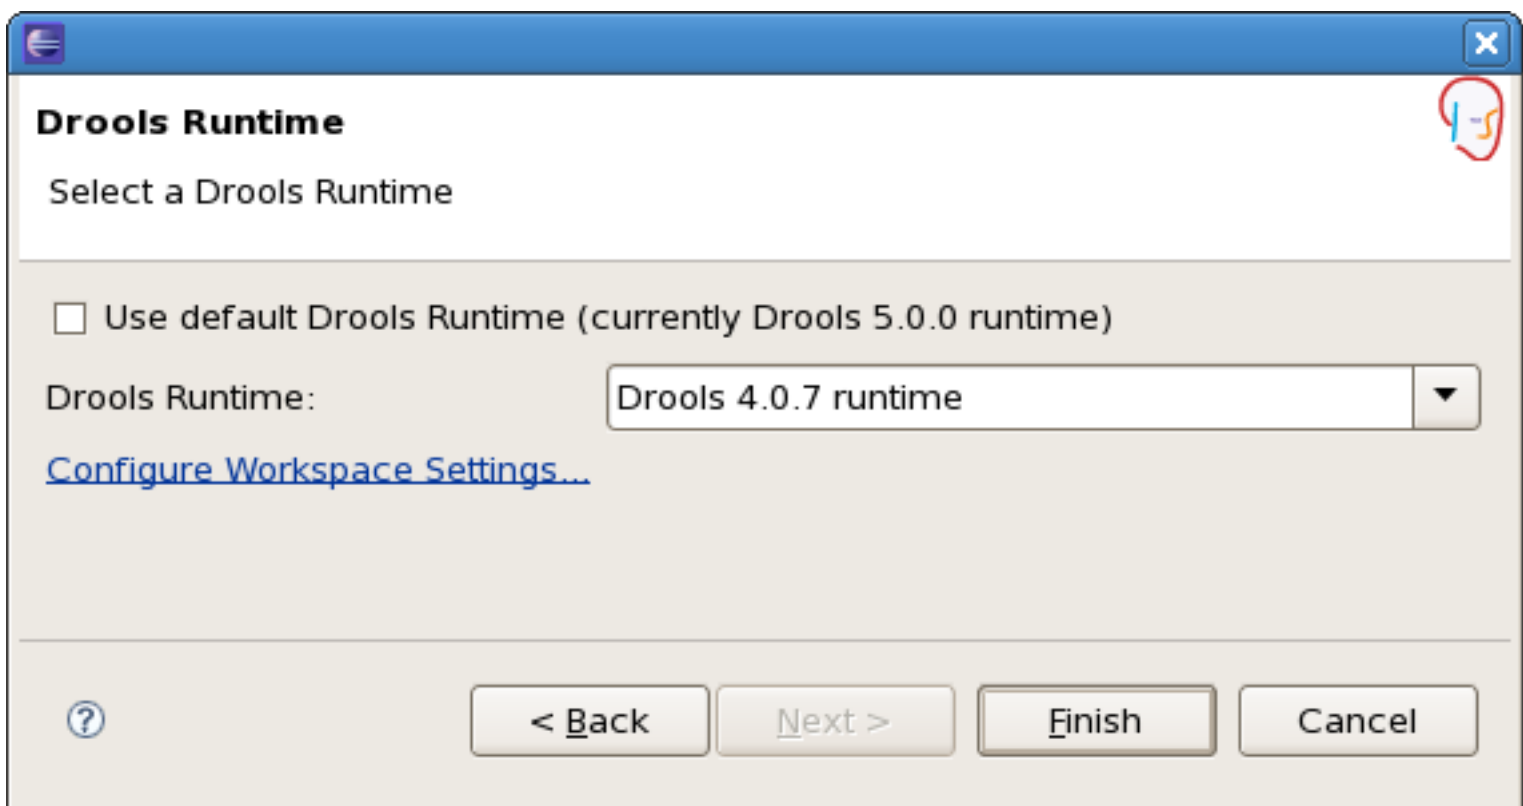 Drools Runtime
Select a Drools Runtime
Use default Drools Runtime (currently Drools 5.0.0 runtime)
Drools Runtime: Drools 4.0.7 runtime
Configure Workspace Settings...
? < Back Next > Finish Cancel